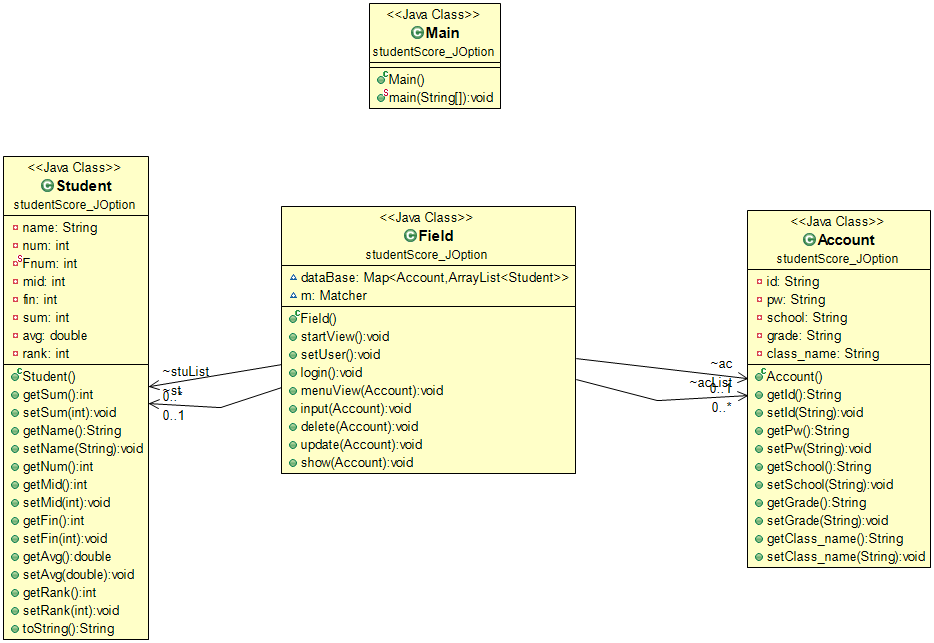 <<Java Class>>
Main
studentScore_JOption
Main()
main(String[]):void
<<Java Class>>
Student
studentScore_JOption
name: String
num: int
Fnum: int
mid: int
fin: int
sum: int
avg: double
rank: int
Student()
getSum():int
setSum(int):void
getName():String
setName(String):void
getNum():int
getMid():int
setMid(int):void
getFin():int
setFin(int):void
getAvg():double
setAvg(double):void
getRank():int
setRank(int):void
toString():String
~stuList
0..*
~st
0..1
<<Java Class>>
Field
studentScore_JOption
dataBase: Map<Account,ArrayList<Student>>
m: Matcher
Field()
startView():void
setUser():void
login():void
menuView(Account):void
input(Account):void
delete(Account):void
update(Account):void
show(Account):void
~ac
0..1
~acList
0..*
<<Java Class>>
Account
studentScore_JOption
id: String
pw: String
school: String
grade: String
class_name: String
Account()
getId():String
setId(String):void
getPw():String
setPw(String):void
getSchool():String
setSchool(String):void
getGrade():String
setGrade(String):void
getClass_name():String
setClass_name(String):void